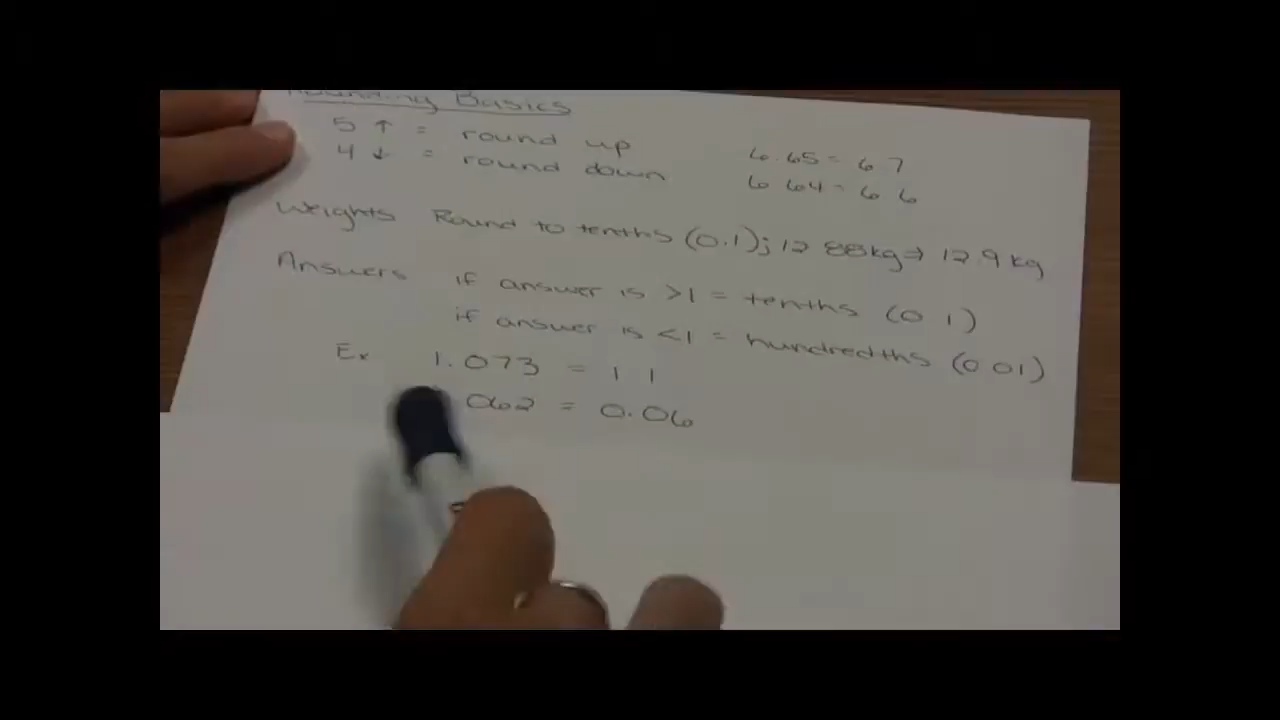 Rounding Basics
5 ↑ = round up 6.65 = 6.7
4 ↓ = round down 6.64 = 6.6
Weights Round to tenths (0.1); 12.88kg → 12.9 kg
Answers if answer is >1 = tenths (0.1)
if answer is <1 = hundredths (0.01)
Ex 1.073 = 1.1
062 = 0.06